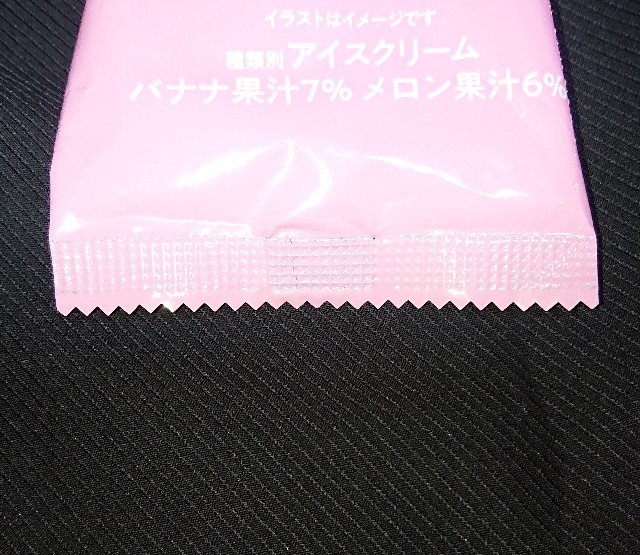 イラストはイメージです
種類別 アイスクリーム
バナナ果汁7% メロン果汁6%